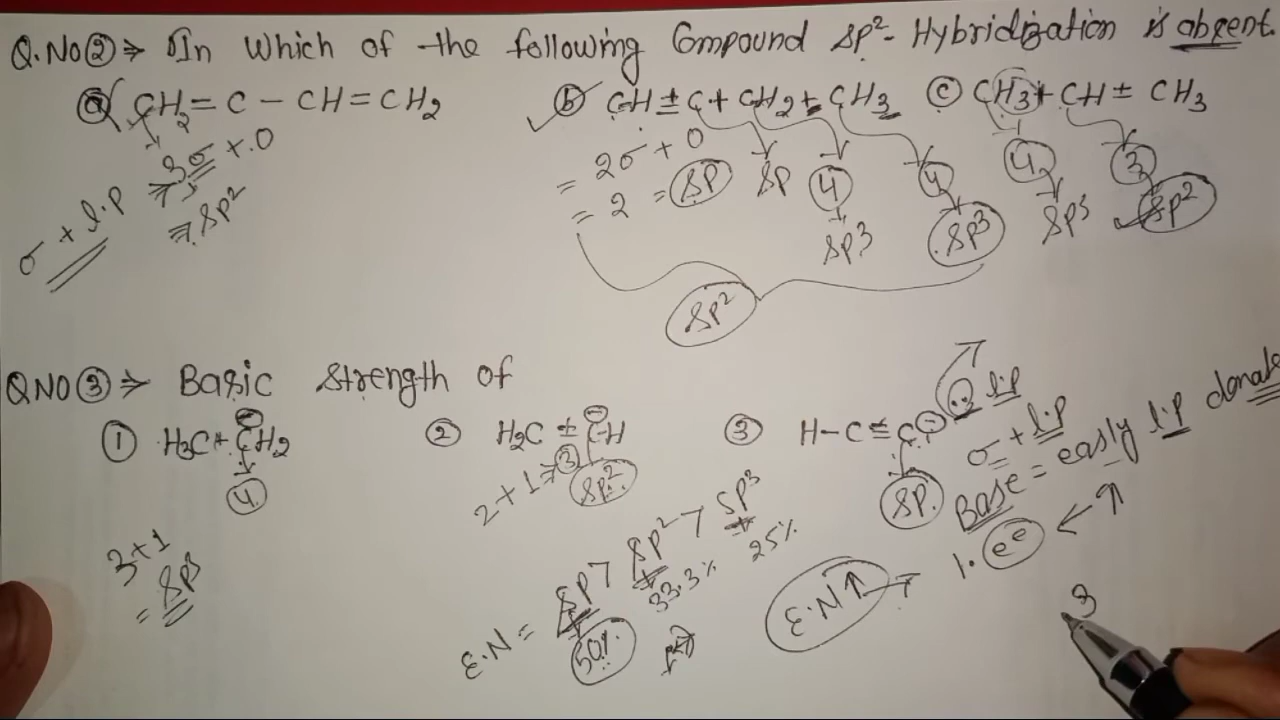 Q.No② ⇒ In Which of the following Compound Sp²- Hybridization is absent.
ⓐ CH₂ = C - CH = CH₂ ⓑ CH ≡ C + CH₂ + CH₃ ⓒ CH₃ + CH = CH₃
σ + l.p ⇒ 3σ + 0
⇒ Sp²
= 2σ + 0
= 2 = SP SP 4 4 4 3
Sp3 Sp3 Sp3 Sp²
Sp²
QNO③ ⇒ Basic Strength of
① H₃C + CH₂ ② H₂C = CH ③ H-C≡C⊖ l.p
4 2+1 ⇒ 3 Sp² SP σ + l.p
3+1
= Sp3
Base = easly l.p donate
E.N = SP > Sp² > Sp3
50% 33.3% 25%
E.N↑ → 1. eē ← ↑
3